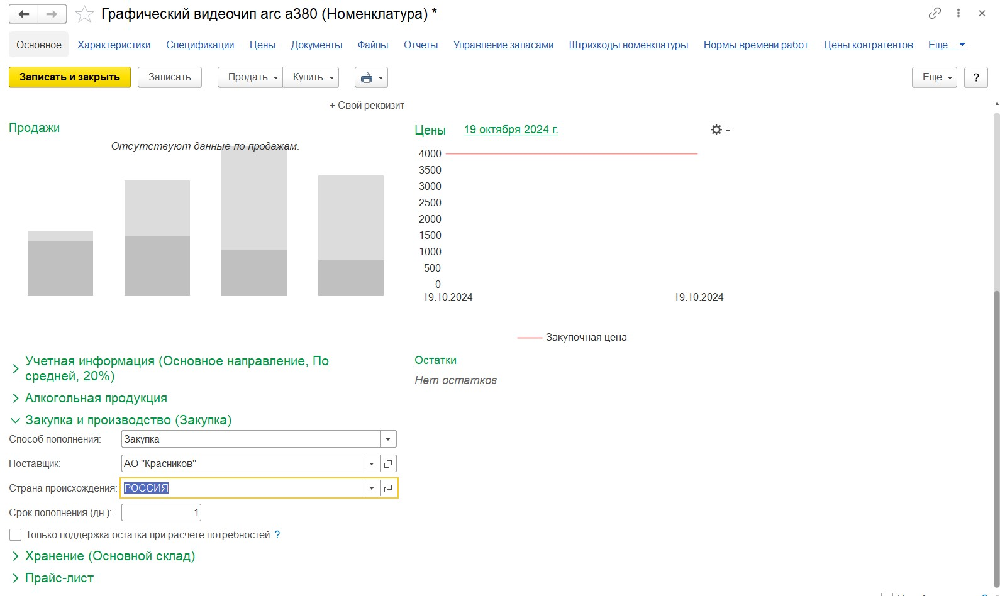 Графический видеочип arc a380 (Номенклатура) *
Основное Характеристики Спецификации Цены Документы Файлы Отчеты Управление запасами Штрихкоды номенклатуры Нормы времени работ Цены контрагентов Еще...
Записать и закрыть Записать Продать Купить Еще ?
+ Свой реквизит
Продажи
Отсутствуют данные по продажам.
Цены 19 октября 2024 г.
4000
3500
3000
2500
2000
1500
1000
500
0
19.10.2024 19.10.2024
Закупочная цена
Учетная информация (Основное направление, По
средней, 20%)
Остатки
Нет остатков
Алкогольная продукция
Закупка и производство (Закупка)
Способ пополнения: Закупка
Поставщик: АО "Красников"
Страна происхождения: РОССИЯ
Срок пополнения (дн.): 1
Только поддержка остатка при расчете потребностей ?
Хранение (Основной склад)
Прайс-лист